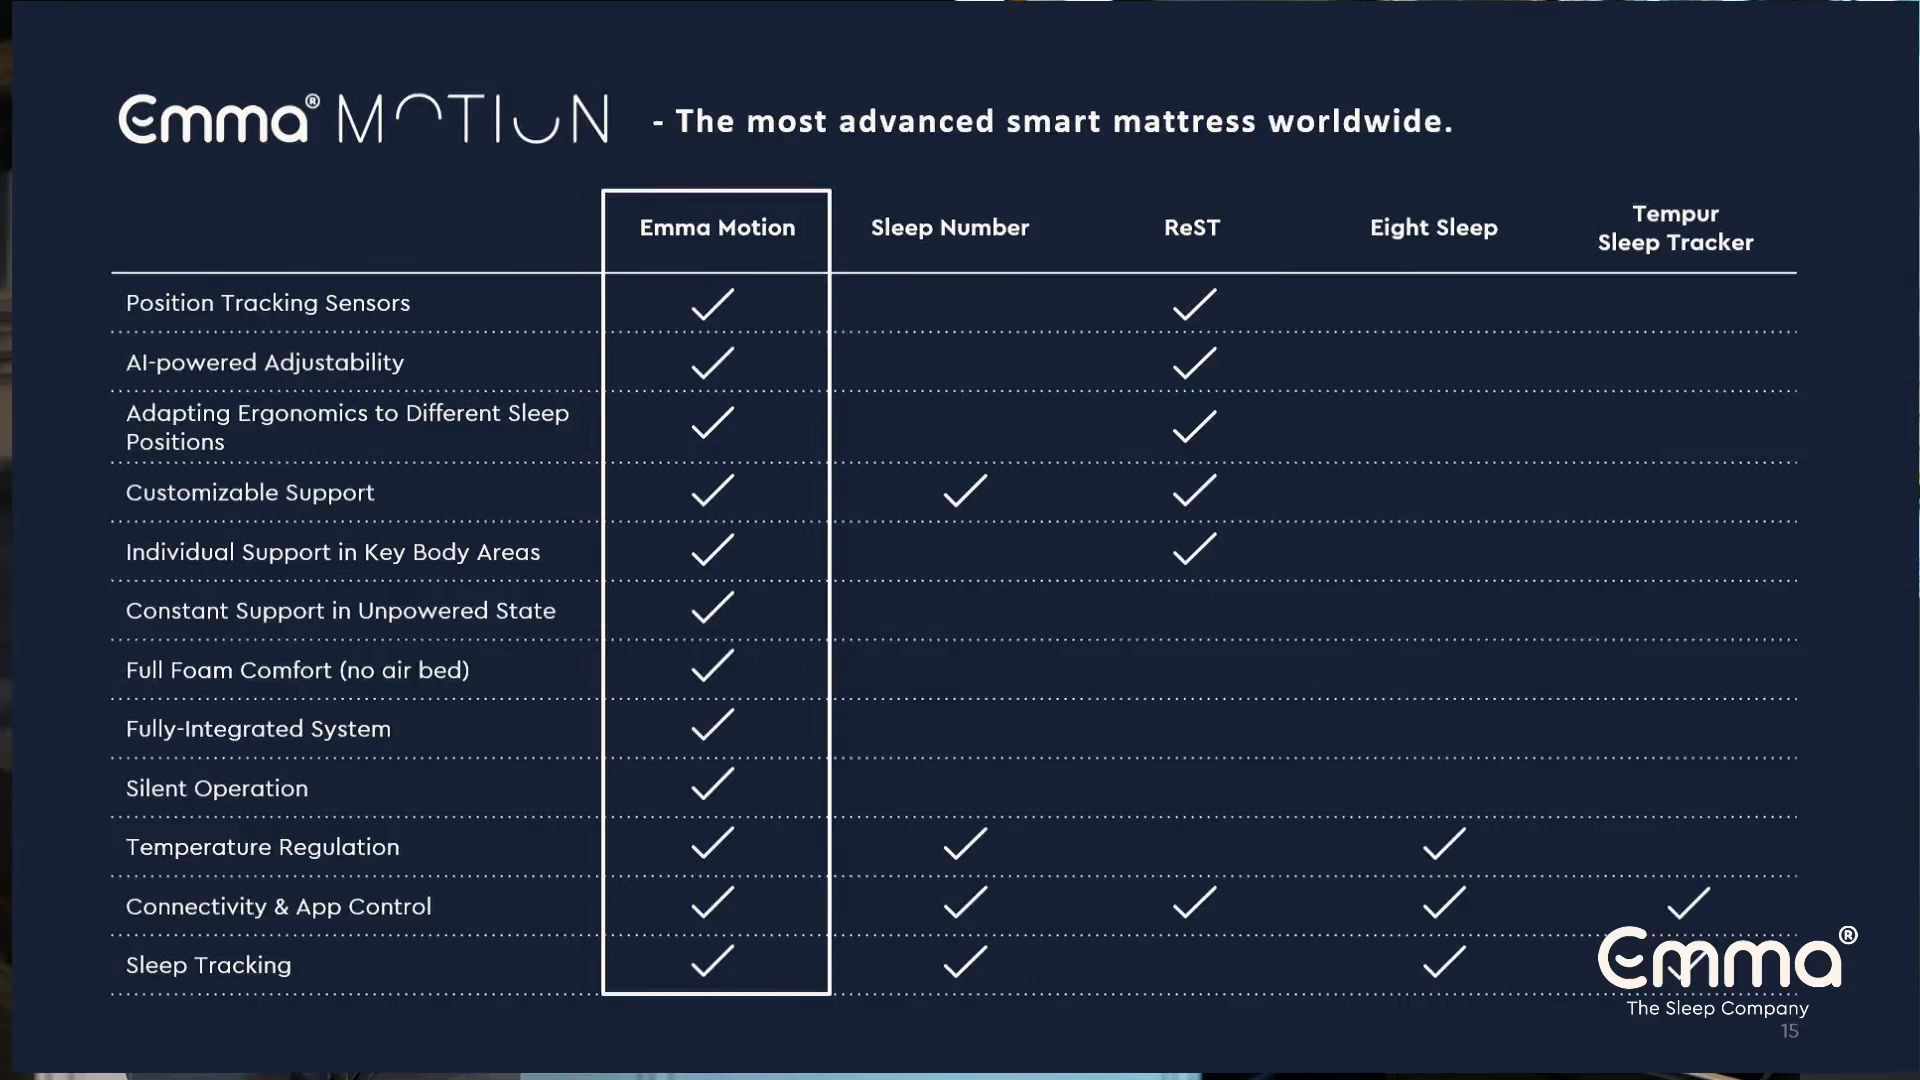 Emma® MOTION - The most advanced smart mattress worldwide.
Emma Motion Sleep Number ReST Eight Sleep Tempur
Sleep Tracker
Position Tracking Sensors ✓ ✓
AI-powered Adjustability ✓ ✓
Adapting Ergonomics to Different Sleep
Positions ✓ ✓
Customizable Support ✓ ✓ ✓
Individual Support in Key Body Areas ✓ ✓
Constant Support in Unpowered State ✓
Full Foam Comfort (no air bed) ✓
Fully-Integrated System ✓
Silent Operation ✓
Temperature Regulation ✓ ✓ ✓
Connectivity & App Control ✓ ✓ ✓ ✓ ✓
Sleep Tracking ✓ ✓ ✓ ✓
Emma®
The Sleep Company
15